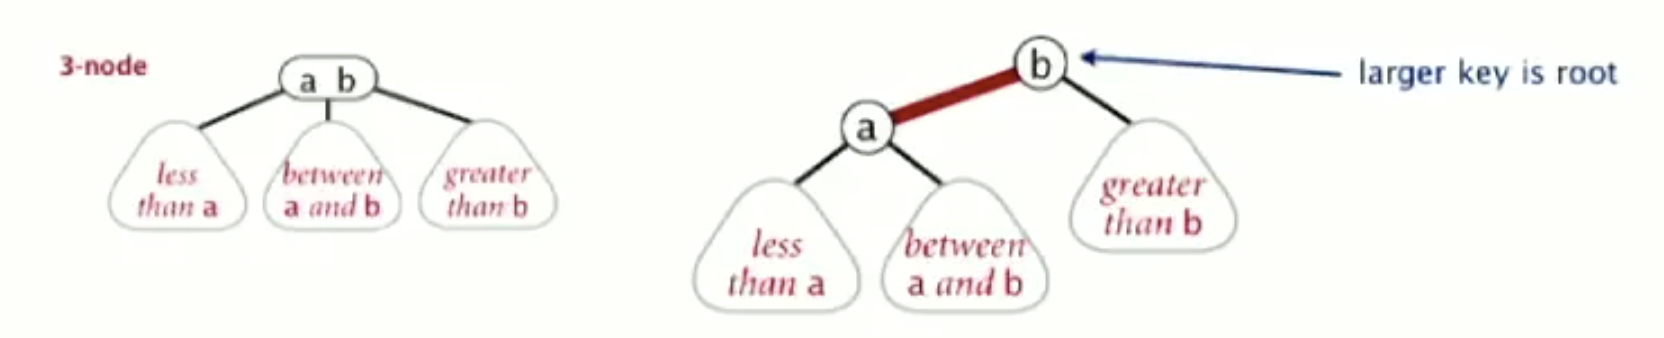 3-node
a b
less
than a
between
a and b
greater
than b
b
larger key is root
a
less
than a
between
a and b
greater
than b